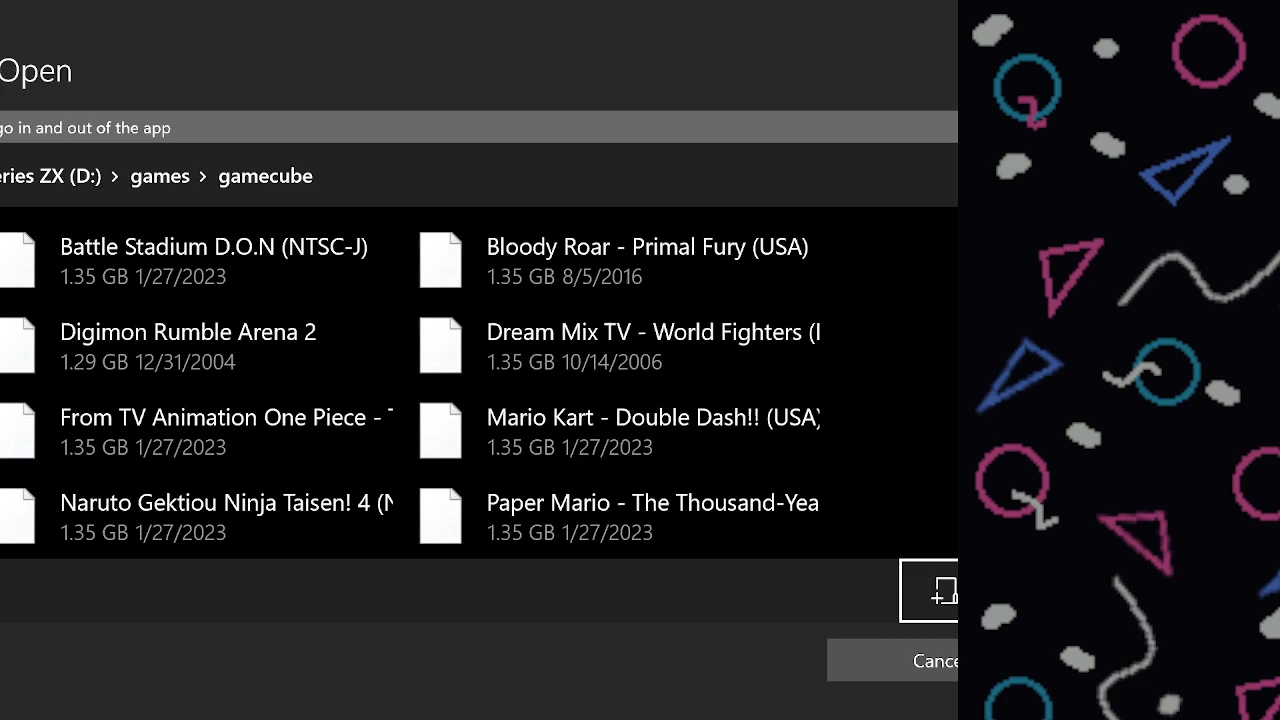 Open
go in and out of the app
eries ZX (D:) > games > gamecube
Battle Stadium D.O.N (NTSC-J)
1.35 GB 1/27/2023
Bloody Roar - Primal Fury (USA)
1.35 GB 8/5/2016
Digimon Rumble Arena 2
1.29 GB 12/31/2004
Dream Mix TV - World Fighters (
1.35 GB 10/14/2006
From TV Animation One Piece -
1.35 GB 1/27/2023
Mario Kart - Double Dash!! (USA)
1.35 GB 1/27/2023
Naruto Gektiou Ninja Taisen! 4 (N
1.35 GB 1/27/2023
Paper Mario - The Thousand-Yea
1.35 GB 1/27/2023
Cance